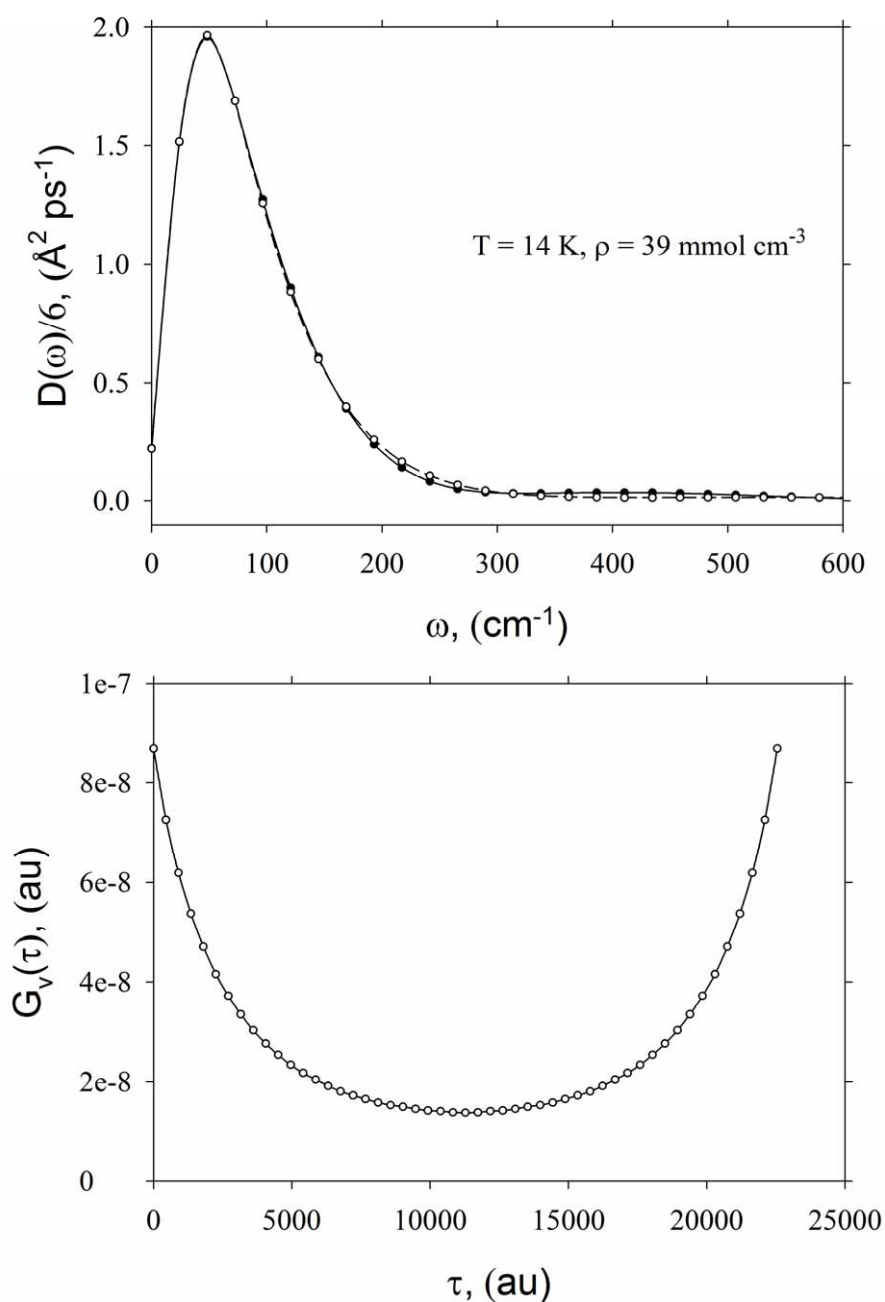 2.0
1.5
1.0
0.5
0.0
D(ω)/6, (Å² ps⁻¹)
T = 14 K, ρ = 39 mmol cm⁻³
0 100 200 300 400 500 600
ω, (cm⁻¹)
1e-7
8e-8
6e-8
4e-8
2e-8
0
Gᵥ(τ), (au)
0 5000 10000 15000 20000 25000
τ, (au)